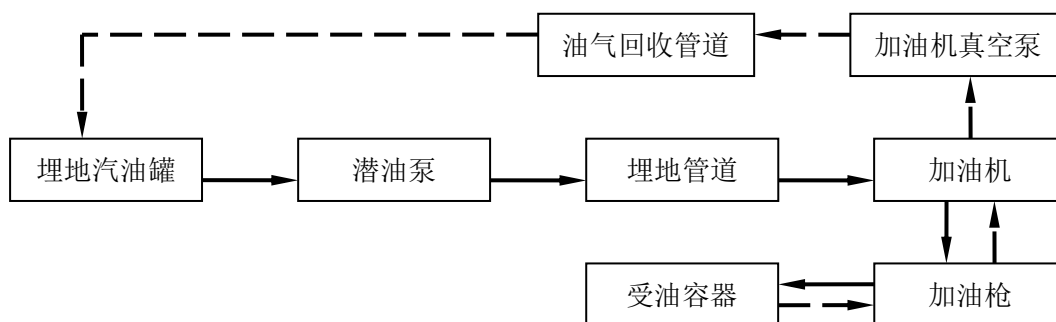 油气回收管道
加油机真空泵
埋地汽油罐
潜油泵
埋地管道
加油机
受油容器
加油枪